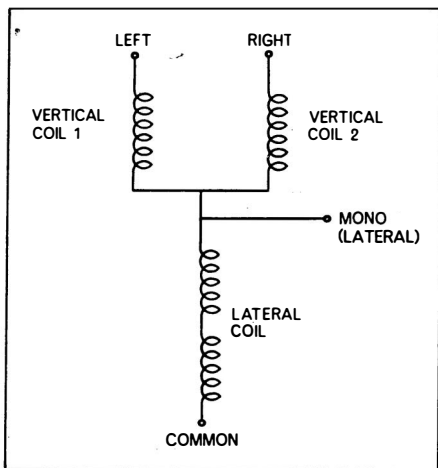 LEFT
RIGHT
VERTICAL
COIL 1
VERTICAL
COIL 2
MONO
(LATERAL)
LATERAL
COIL
COMMON